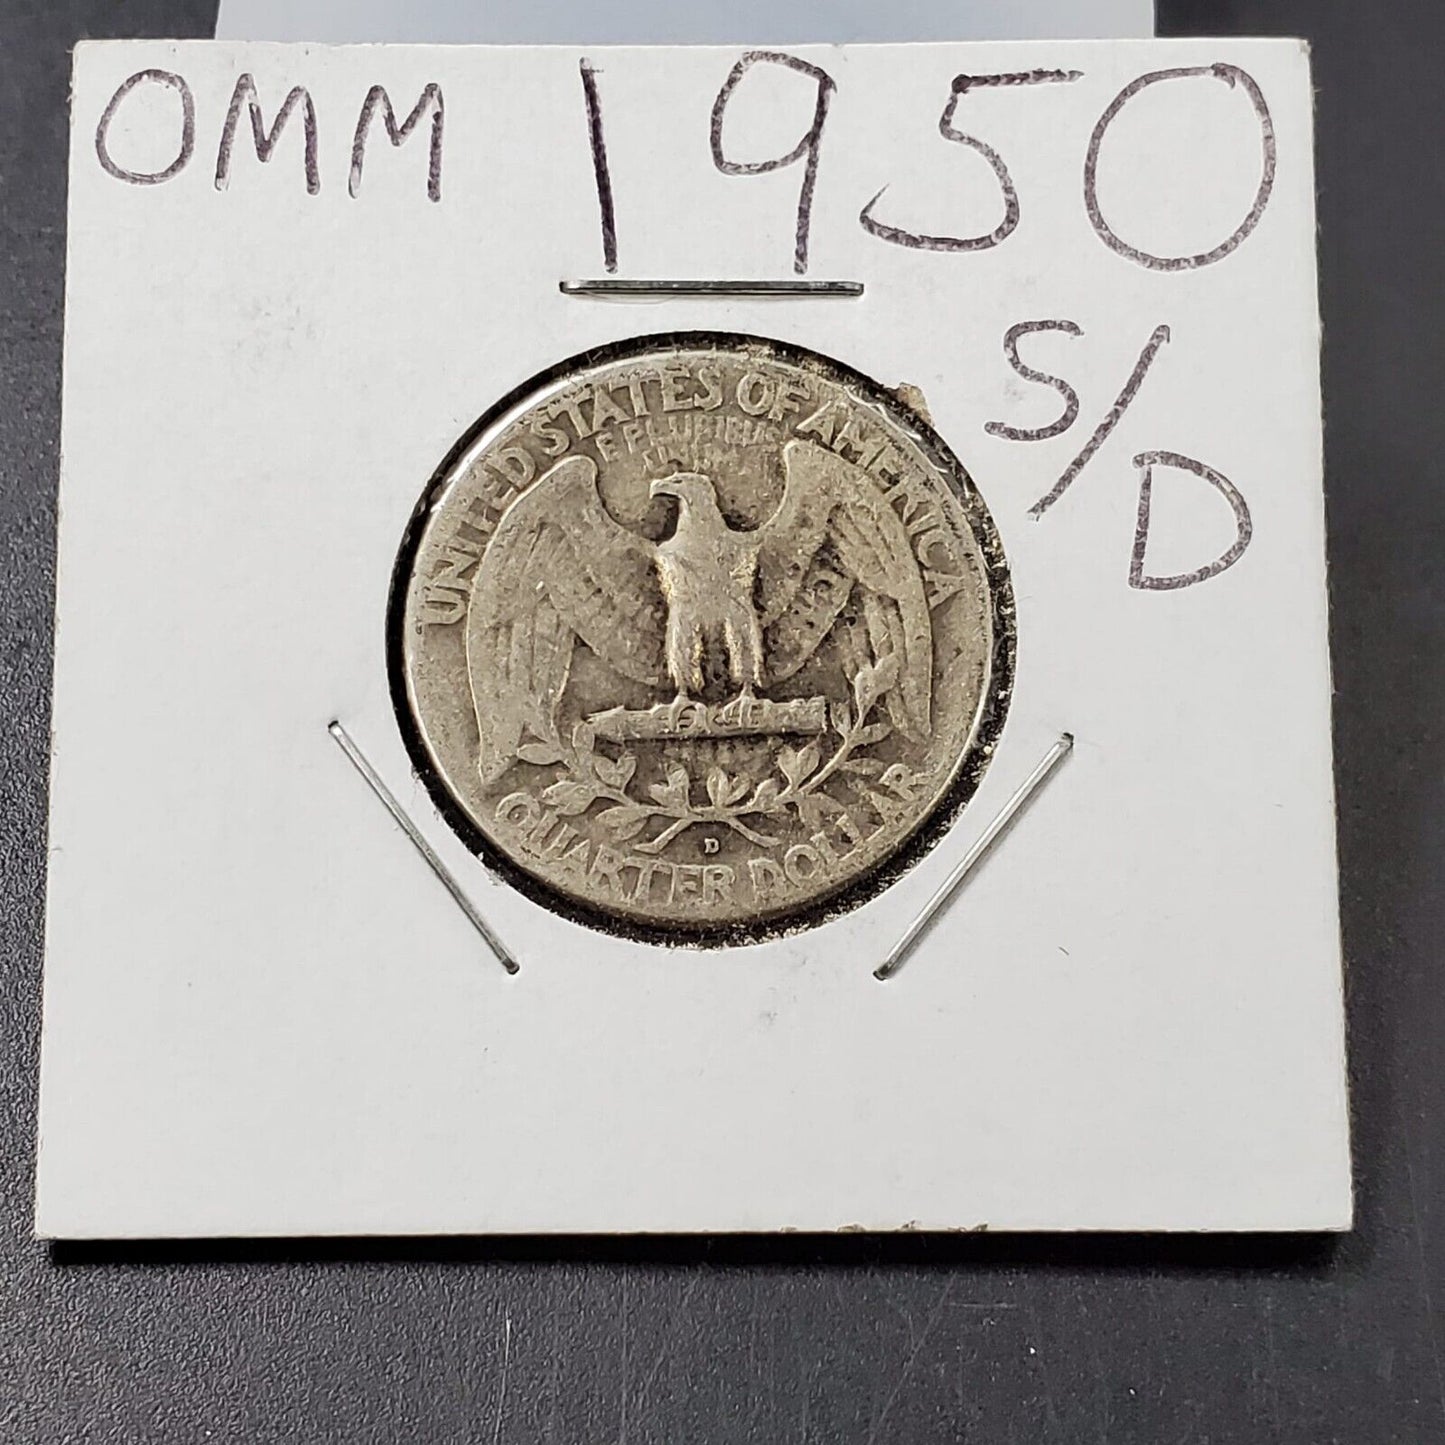 OMM 1950
S/D
UNITED STATES OF AMERICA
E PLURIBUS
UNUM
D
QUARTER DOLLAR